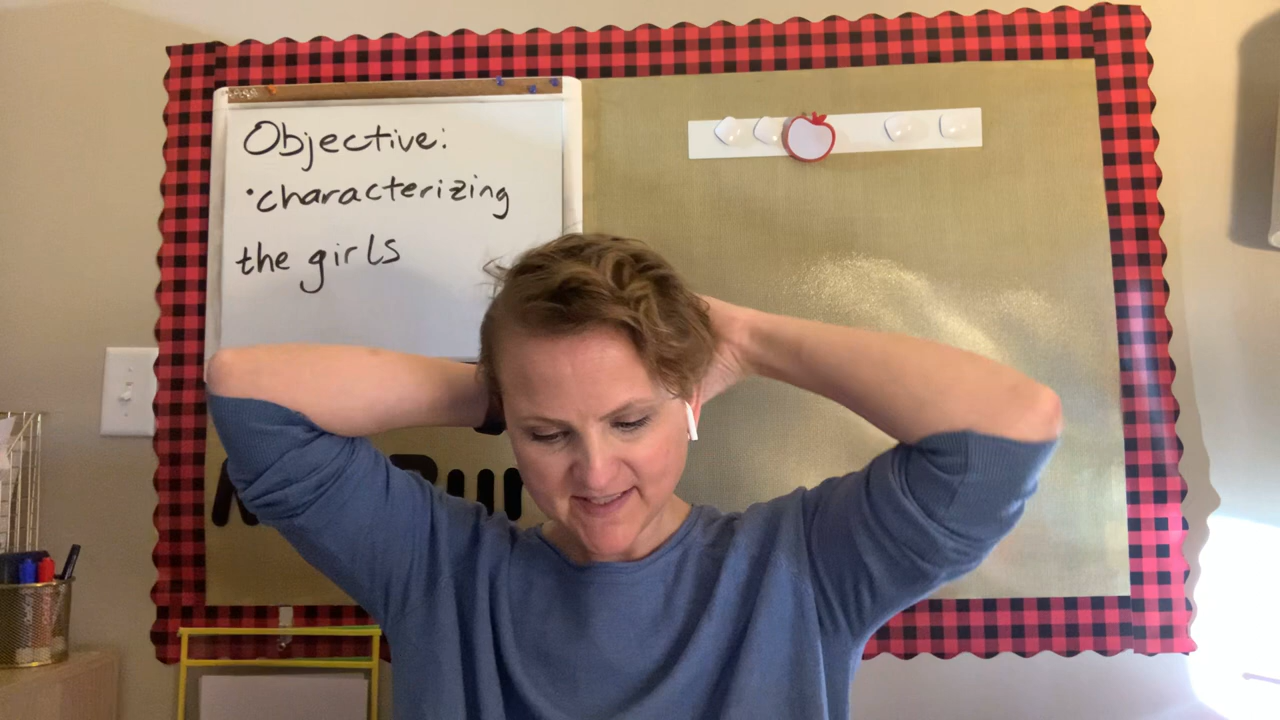 Objective:
•characterizing
the girls